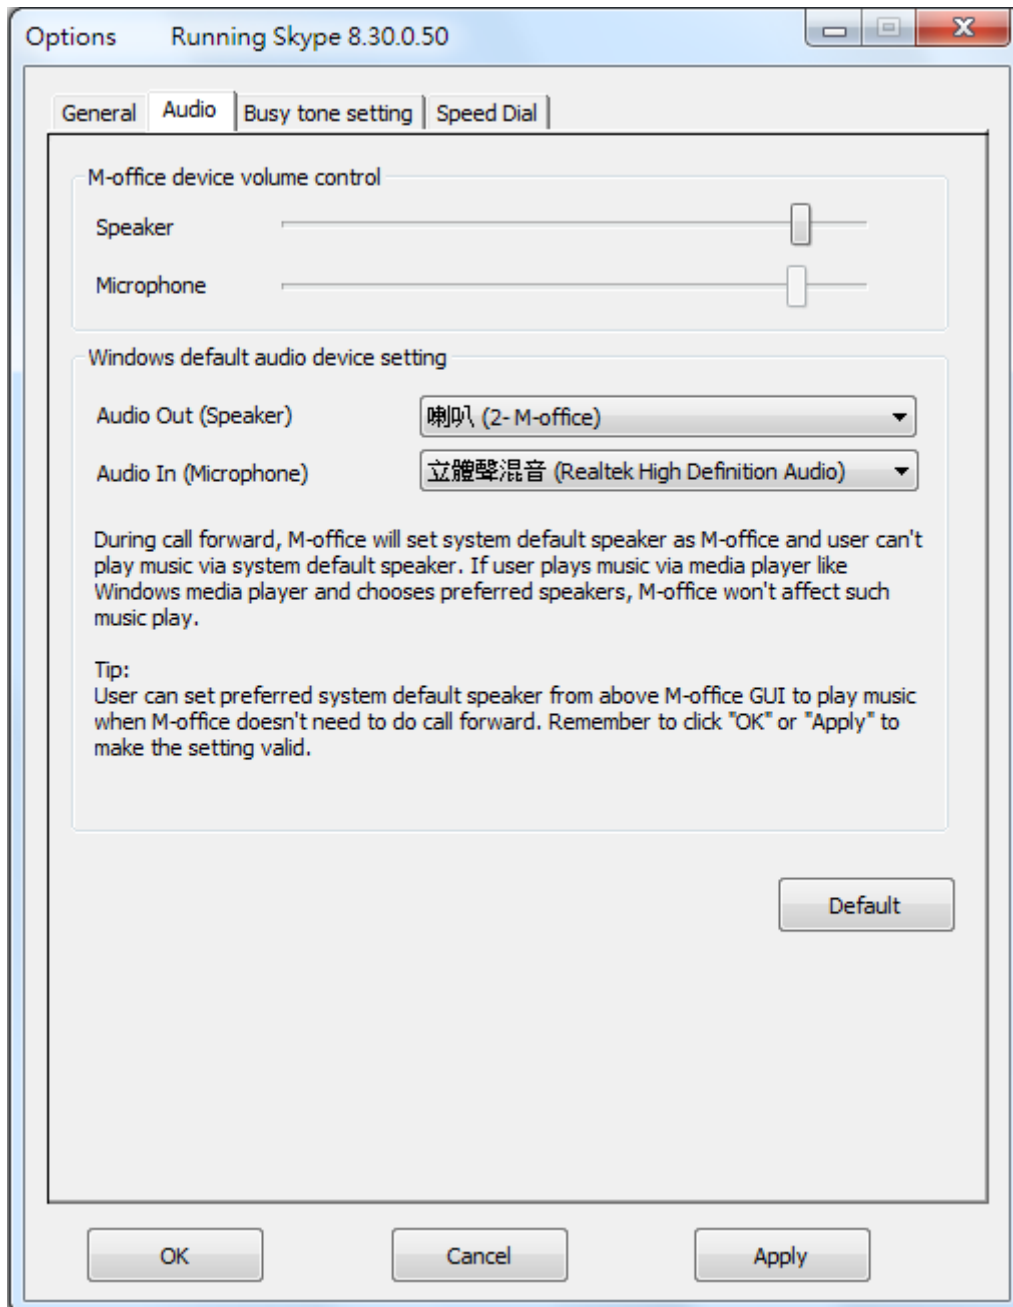 Options Running Skype 8.30.0.50
General Audio Busy tone setting Speed Dial
M-office device volume control
Speaker
Microphone
Windows default audio device setting
Audio Out (Speaker) 喇叭 (2- M-office)
Audio In (Microphone) 立體聲混音 (Realtek High Definition Audio)
During call forward, M-office will set system default speaker as M-office and user can't
play music via system default speaker. If user plays music via media player like
Windows media player and chooses preferred speakers, M-office won't affect such
music play.
Tip:
User can set preferred system default speaker from above M-office GUI to play music
when M-office doesn't need to do call forward. Remember to click "OK" or "Apply" to
make the setting valid.
Default
OK Cancel Apply